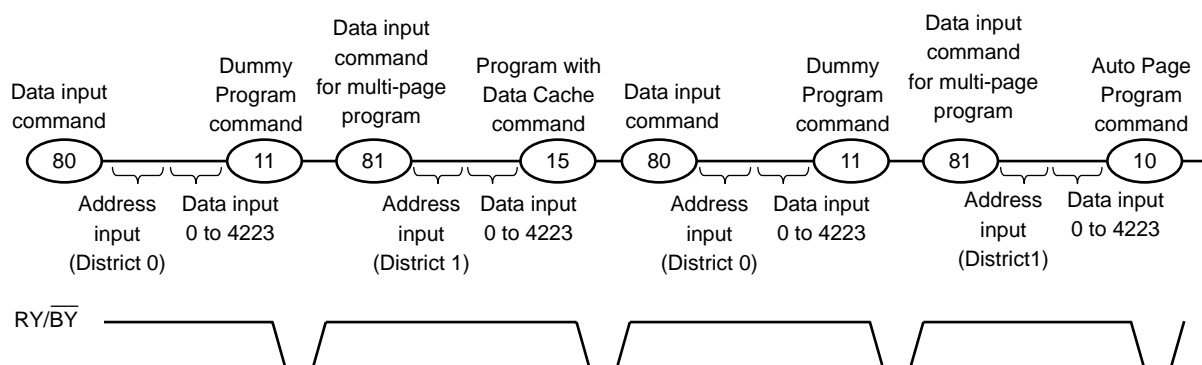 Data input
command
Dummy
Program
command
Data input
command
for multi-page
program
Program with
Data Cache
command
Data input
command
Dummy
Program
command
Data input
command
for multi-page
program
Auto Page
Program
command
80
11
81
15
80
11
81
10
Address
input
(District 0)
Data input
0 to 4223
Address
input
(District 1)
Data input
0 to 4223
Address
input
(District 0)
Data input
0 to 4223
Address
input
(District1)
Data input
0 to 4223
RY/BY